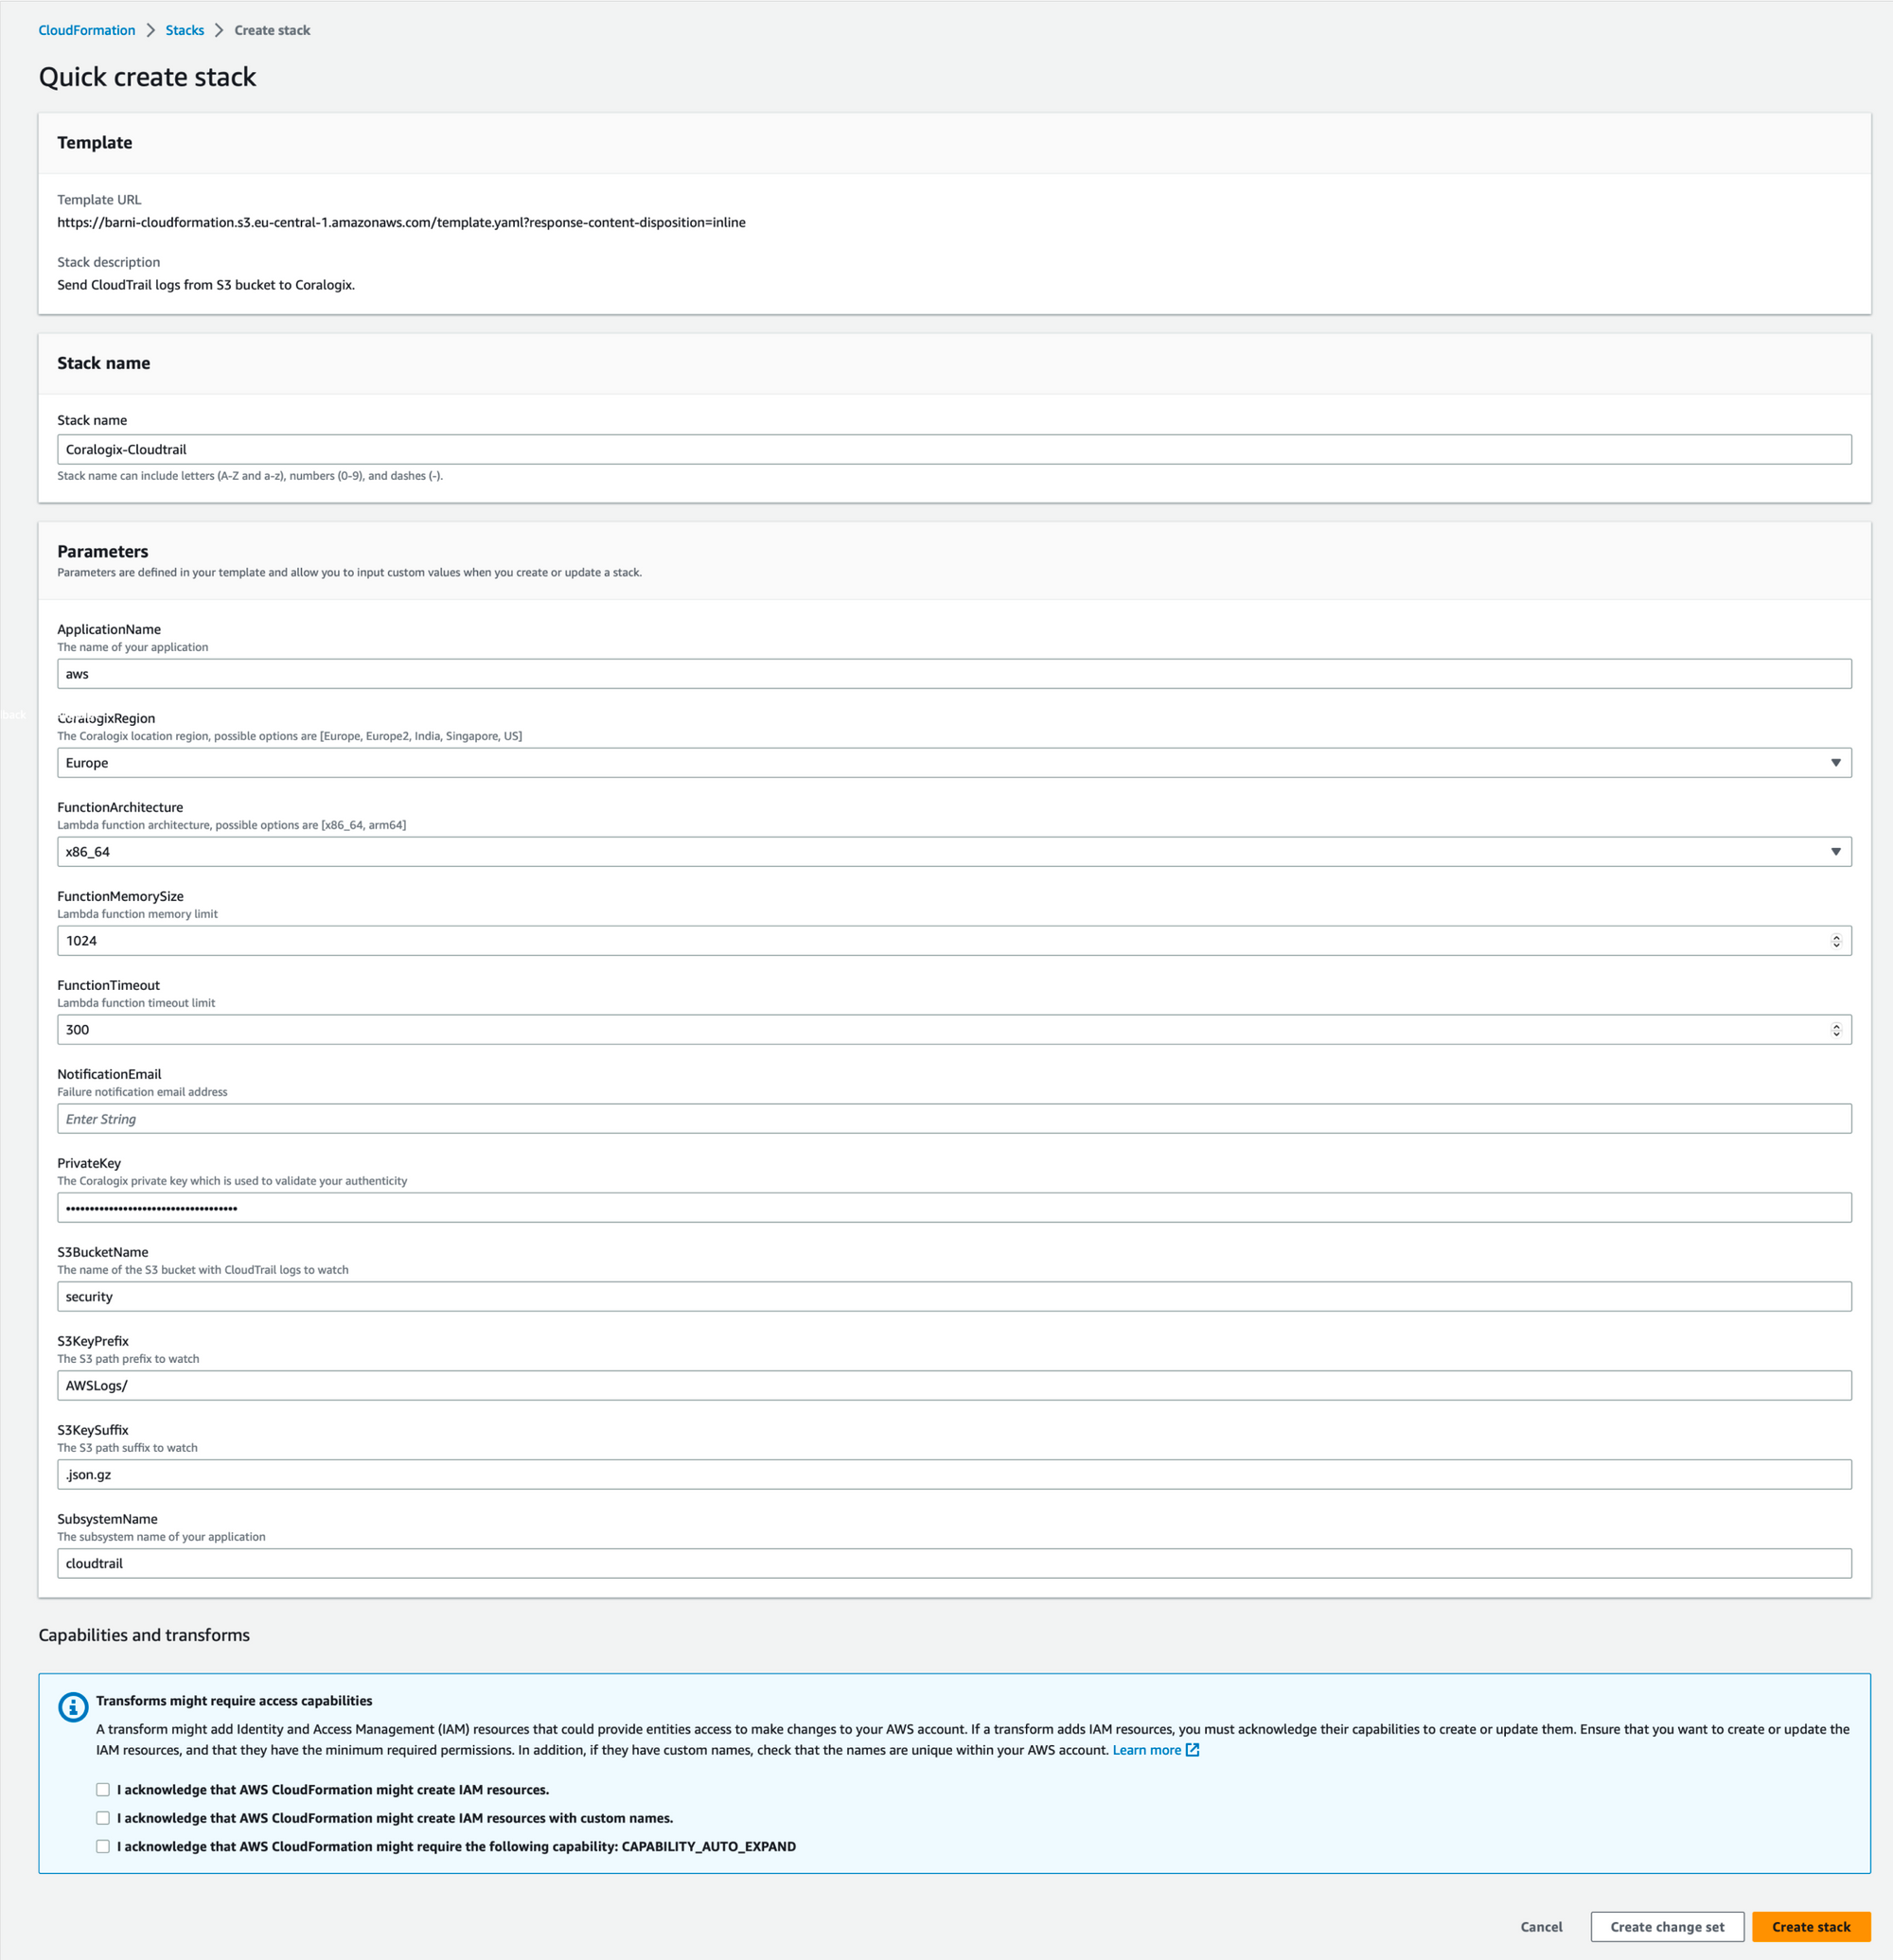 CloudFormation > Stacks > Create stack
Quick create stack
Template
Template URL
https://barni-cloudformation.s3.eu-central-1.amazonaws.com/template.yaml?response-content-disposition=inline
Stack description
Send CloudTrail logs from S3 bucket to Coralogix.
Stack name
Stack name
Coralogix-Cloudtrail
Stack name can include letters (A-Z and a-z), numbers (0-9), and dashes (-).
Parameters
Parameters are defined in your template and allow you to input custom values when you create or update a stack.
ApplicationName
The name of your application
aws
CoralogixRegion
The Coralogix location region, possible options are [Europe, Europe2, India, Singapore, US]
Europe
FunctionArchitecture
Lambda function architecture, possible options are [x86_64, arm64]
x86_64
FunctionMemorySize
Lambda function memory limit
1024
FunctionTimeout
Lambda function timeout limit
300
NotificationEmail
Failure notification email address
Enter String
PrivateKey
The Coralogix private key which is used to validate your authenticity
••••••••••••••••••••••••••••••••••••
S3BucketName
The name of the S3 bucket with CloudTrail logs to watch
security
S3KeyPrefix
The S3 path prefix to watch
AWSLogs/
S3KeySuffix
The S3 path suffix to watch
.json.gz
SubsystemName
The subsystem name of your application
cloudtrail
Capabilities and transforms
Transforms might require access capabilities
A transform might add Identity and Access Management (IAM) resources that could provide entities access to make changes to your AWS account. If a transform adds IAM resources, you must acknowledge their capabilities to create or update them. Ensure that you want to create or update the
IAM resources, and that they have the minimum required permissions. In addition, if they have custom names, check that the names are unique within your AWS account. Learn more
I acknowledge that AWS CloudFormation might create IAM resources.
I acknowledge that AWS CloudFormation might create IAM resources with custom names.
I acknowledge that AWS CloudFormation might require the following capability: CAPABILITY_AUTO_EXPAND
Cancel Create change set Create stack